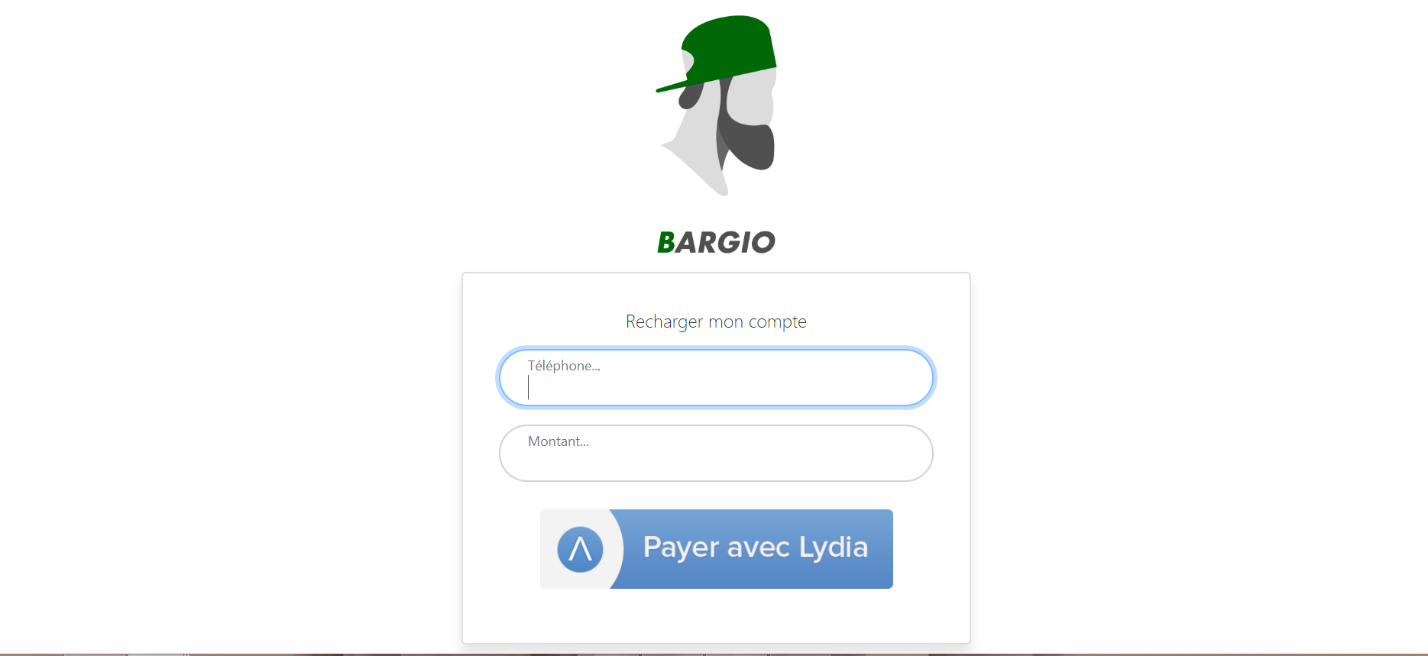 BARGIO
Recharger mon compte
Téléphone...
Montant...
Payer avec Lydia